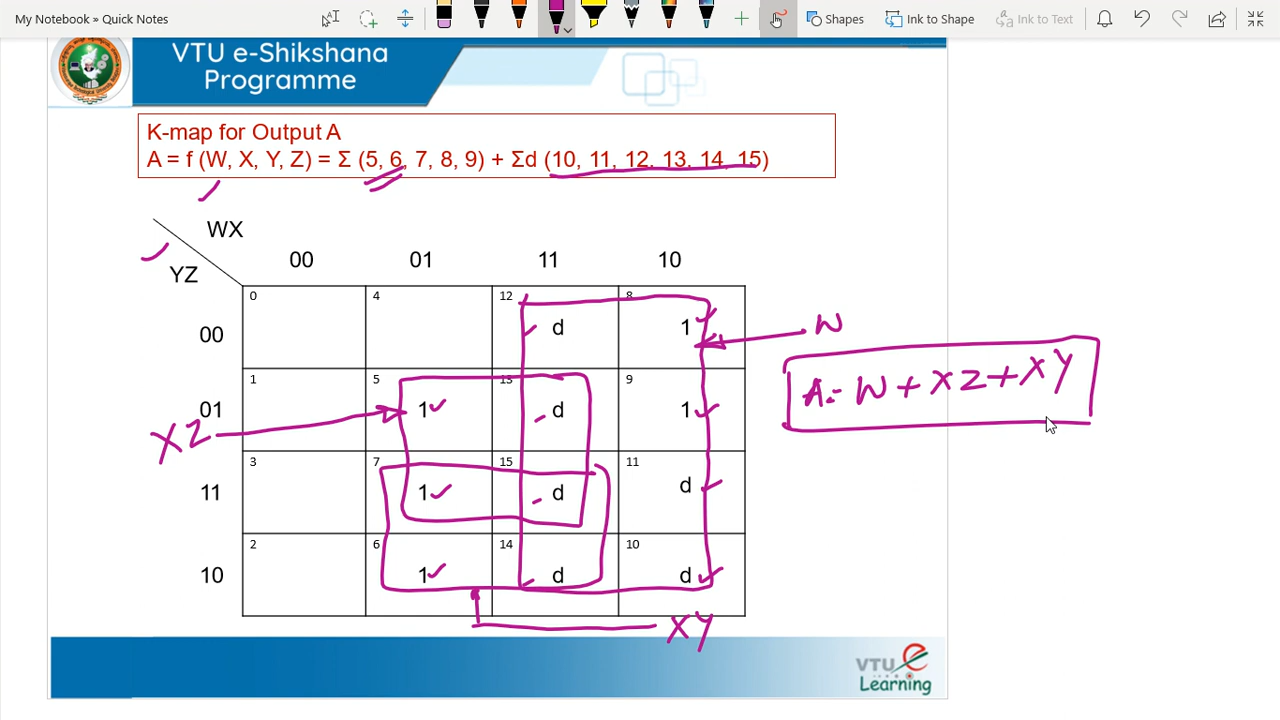 My Notebook » Quick Notes
Shapes
Ink to Shape
Ink to Text
VTU e-Shikshana
Programme
K-map for Output A
A = f (W, X, Y, Z) = Σ (5, 6, 7, 8, 9) + Σd (10, 11, 12, 13, 14, 15)
WX
YZ
00 01 11 10
00
0 4 12 8
d 1
W
A = W + XZ + XY
01
1 5 13 9
1 d 1
XZ
11
3 7 15 11
1 d d
10
2 6 14 10
1 d d
XY
VTU e
Learning